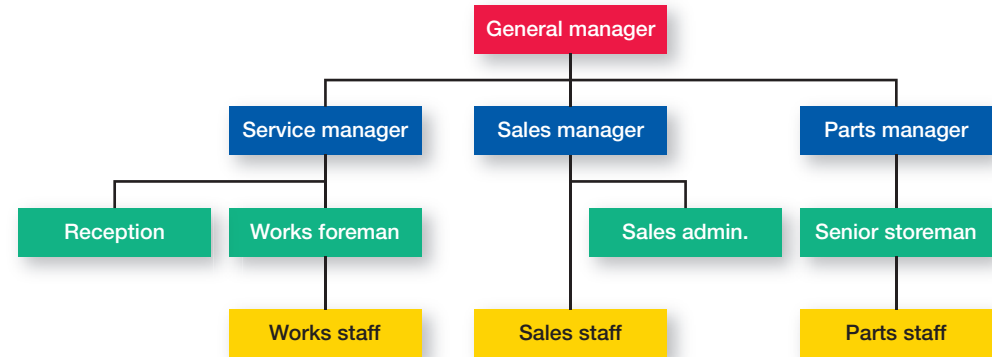 General manager
Service manager
Sales manager
Parts manager
Reception
Works foreman
Sales admin.
Senior storeman
Works staff
Sales staff
Parts staff